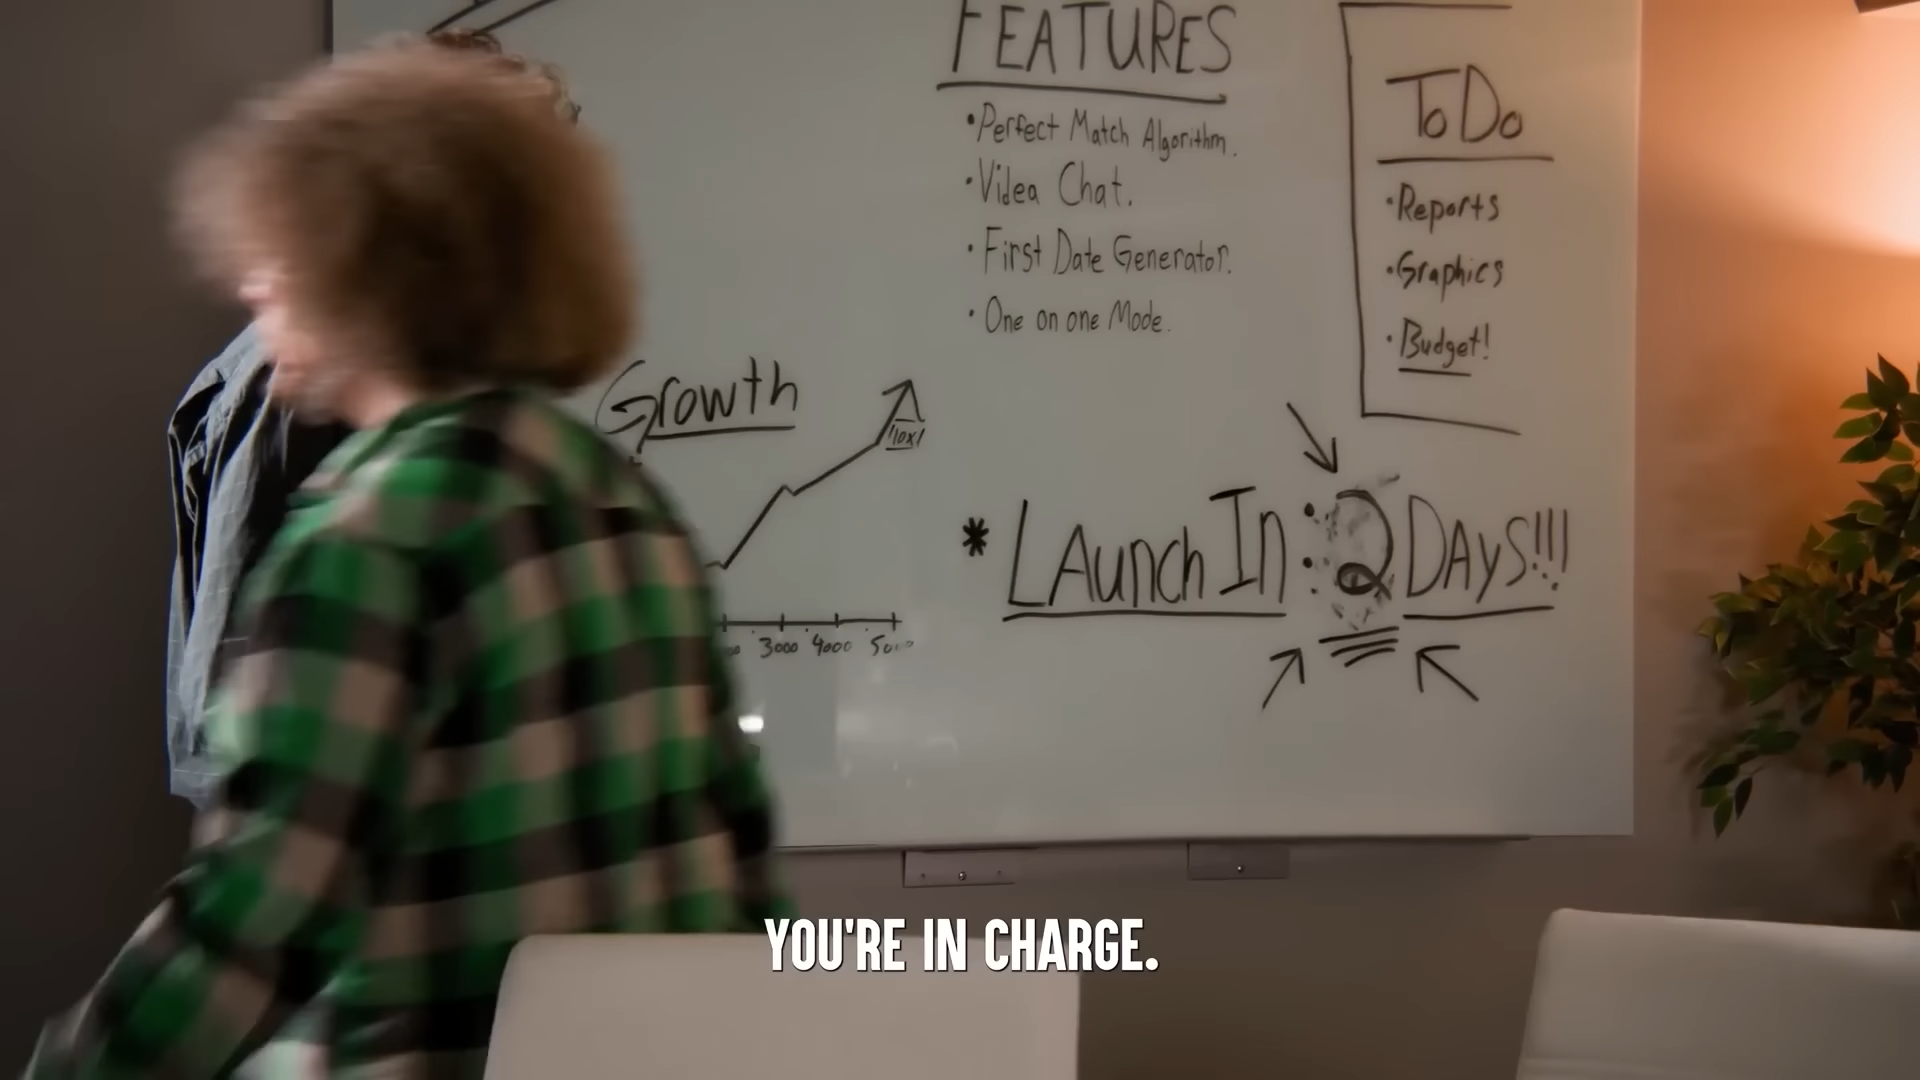 FEATURES
•Perfect Match Algorithm.
•Videa Chat.
•First Date Generator.
•One on one Mode.
To Do
•Reports
•Graphics
•Budget!
Growth
10x!
3000 4000 5000
* LAunch In 2 DAys!!!
YOU'RE IN CHARGE.